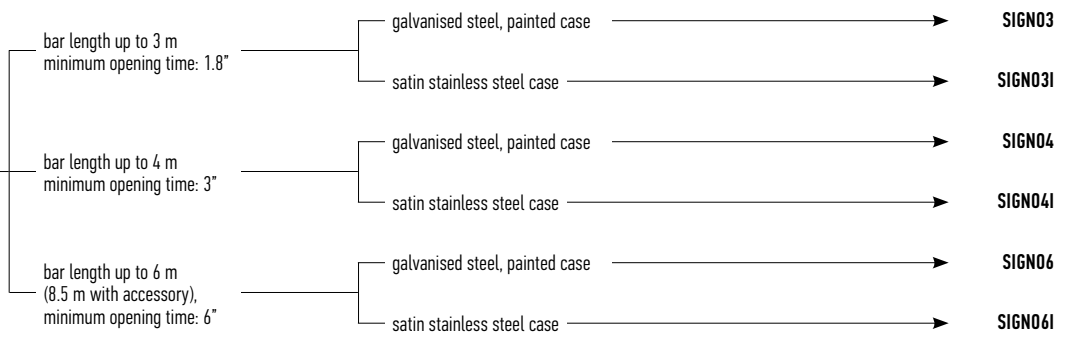 galvanised steel, painted case SIGNO3
bar length up to 3 m
minimum opening time: 1.8”
satin stainless steel case SIGNO3I
galvanised steel, painted case SIGNO4
bar length up to 4 m
minimum opening time: 3”
satin stainless steel case SIGNO4I
galvanised steel, painted case SIGNO6
bar length up to 6 m
(8.5 m with accessory),
minimum opening time: 6”
satin stainless steel case SIGNO6I